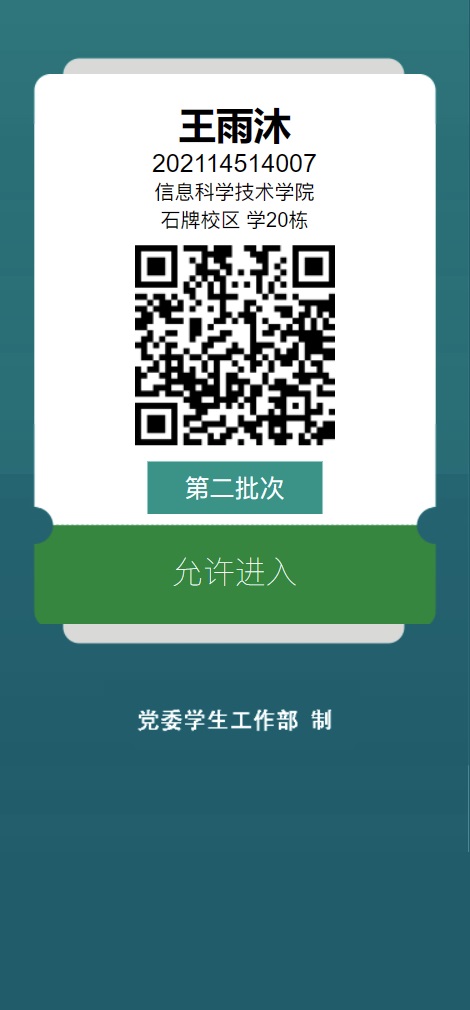 王雨沐
202114514007
信息科学技术学院
石牌校区 学20栋
第二批次
允许进入
党委学生工作部 制